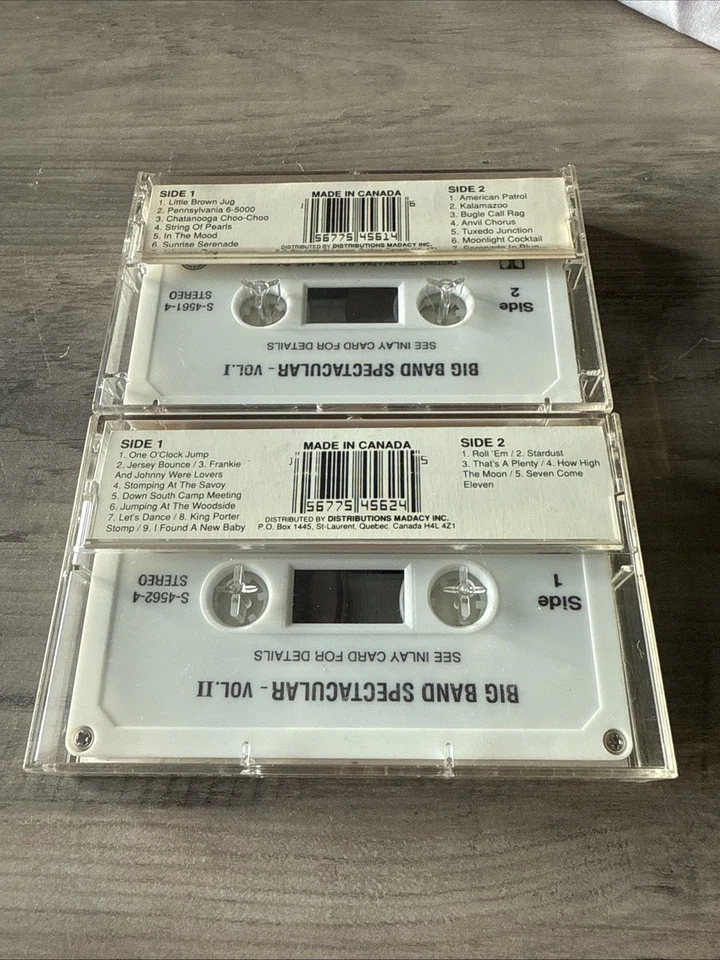 SIDE 1
1. Little Brown Jug
2. Pennsylvania 6-5000
3. Chatanooga Choo-Choo
4. String Of Pearls
5. In The Mood
6. Sunrise Serenade
MADE IN CANADA
6
56775 45614
DISTRIBUTED BY DISTRIBUTIONS MADACY INC.
SIDE 2
1. American Patrol
2. Kalamazoo
3. Bugle Call Rag
4. Anvil Chorus
5. Tuxedo Junction
6. Moonlight Cocktail
7. Serenade In Blue
S-4561-4
STEREO
Side
2
SEE INLAY CARD FOR DETAILS
BIG BAND SPECTACULAR - VOL.I
SIDE 1
1. One O'Clock Jump
2. Jersey Bounce / 3. Frankie
And Johnny Were Lovers
4. Stomping At The Savoy
5. Down South Camp Meeting
6. Jumping At The Woodside
7. Let's Dance / 8. King Porter
Stomp / 9. I Found A New Baby
MADE IN CANADA
5
56775 45624
DISTRIBUTED BY DISTRIBUTIONS MADACY INC.
P.O. Box 1445, St-Laurent, Quebec, Canada H4L 4Z1
SIDE 2
1. Roll 'Em / 2. Stardust
3. That's A Plenty / 4. How High
The Moon / 5. Seven Come
Eleven
S-4562-4
STEREO
Side
1
SEE INLAY CARD FOR DETAILS
BIG BAND SPECTACULAR - VOL.II